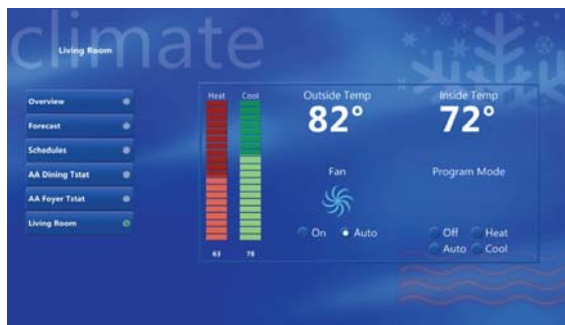 climate
Living Room
Overview
Forecast
Schedules
AA Dining Tstat
AA Foyer Tstat
Living Room
Heat Cool
63 78
Outside Temp
82°
Inside Temp
72°
Fan
On Auto
Program Mode
Off Heat
Auto Cool